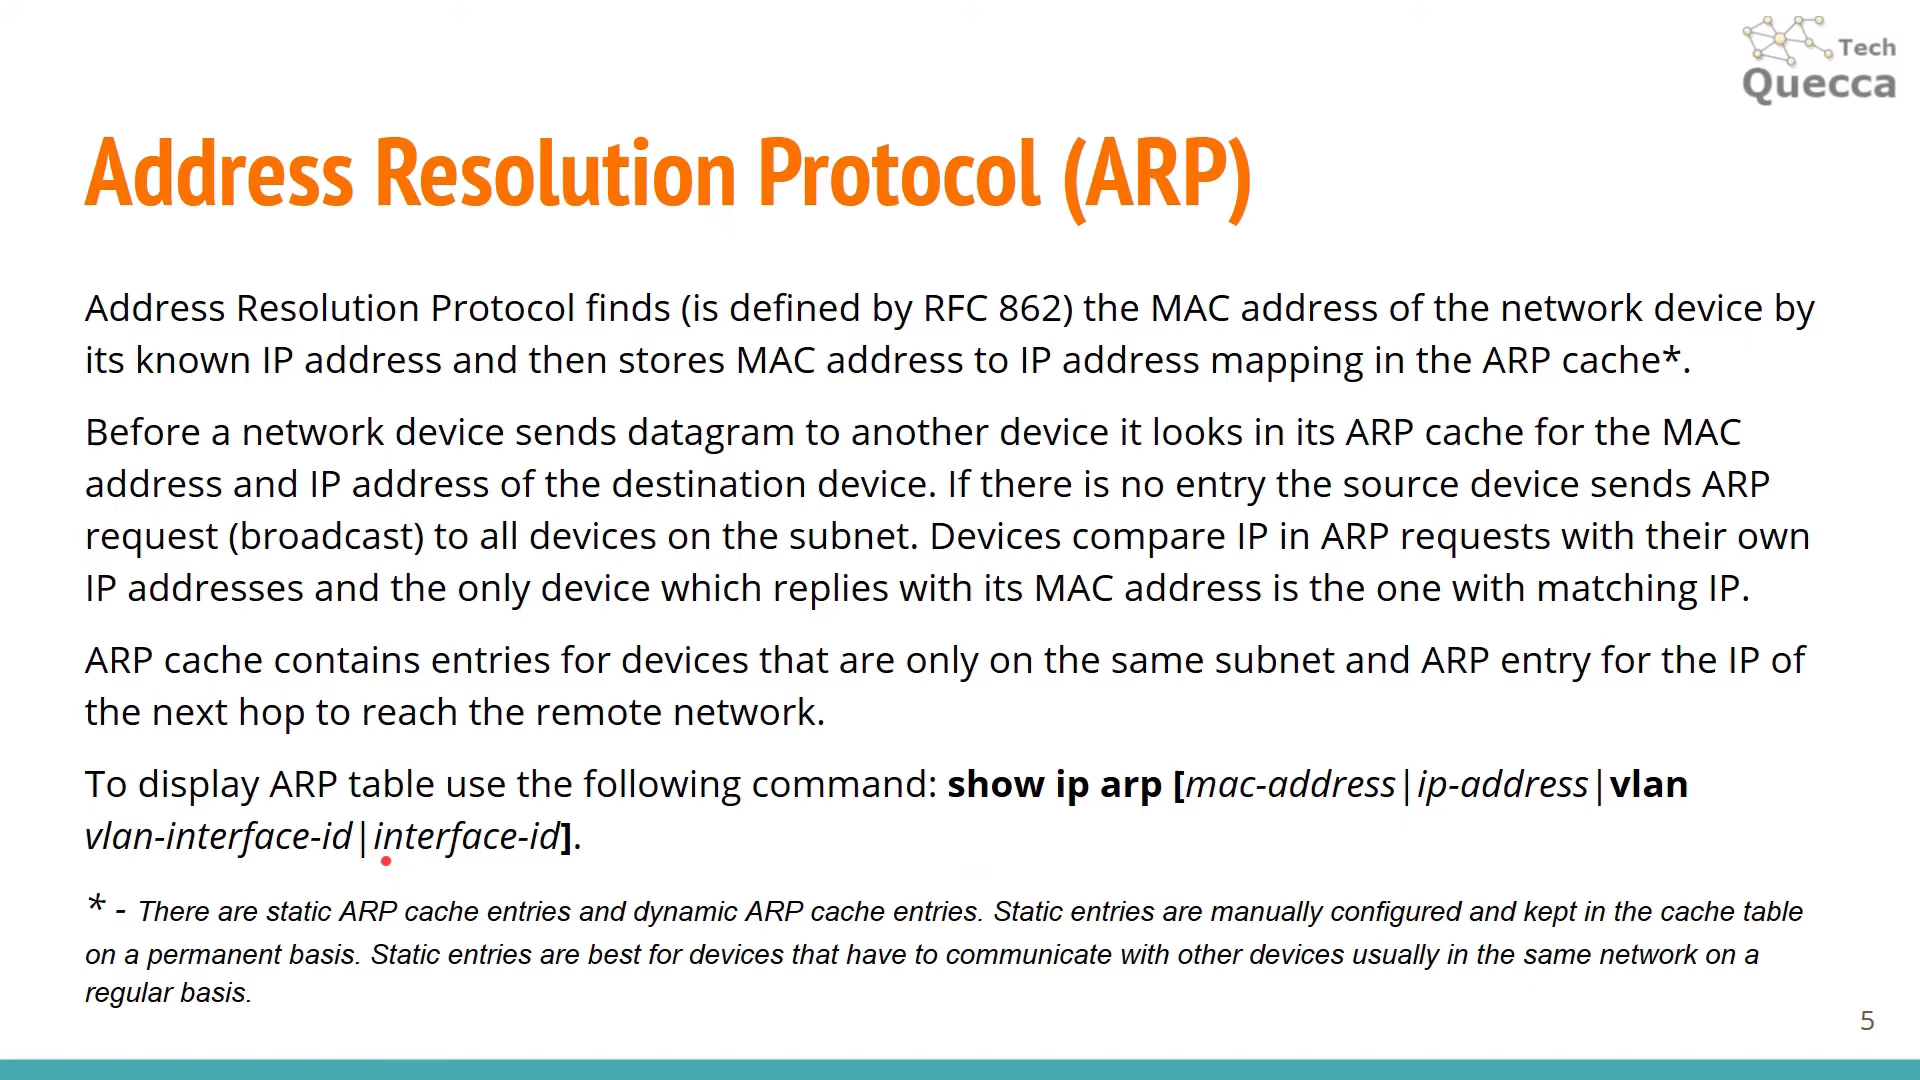 Tech
Quecca
Address Resolution Protocol (ARP)
Address Resolution Protocol finds (is defined by RFC 862) the MAC address of the network device by
its known IP address and then stores MAC address to IP address mapping in the ARP cache*.
Before a network device sends datagram to another device it looks in its ARP cache for the MAC
address and IP address of the destination device. If there is no entry the source device sends ARP
request (broadcast) to all devices on the subnet. Devices compare IP in ARP requests with their own
IP addresses and the only device which replies with its MAC address is the one with matching IP.
ARP cache contains entries for devices that are only on the same subnet and ARP entry for the IP of
the next hop to reach the remote network.
To display ARP table use the following command: show ip arp [mac-address|ip-address|vlan
vlan-interface-id|interface-id].
* - There are static ARP cache entries and dynamic ARP cache entries. Static entries are manually configured and kept in the cache table
on a permanent basis. Static entries are best for devices that have to communicate with other devices usually in the same network on a
regular basis.
5